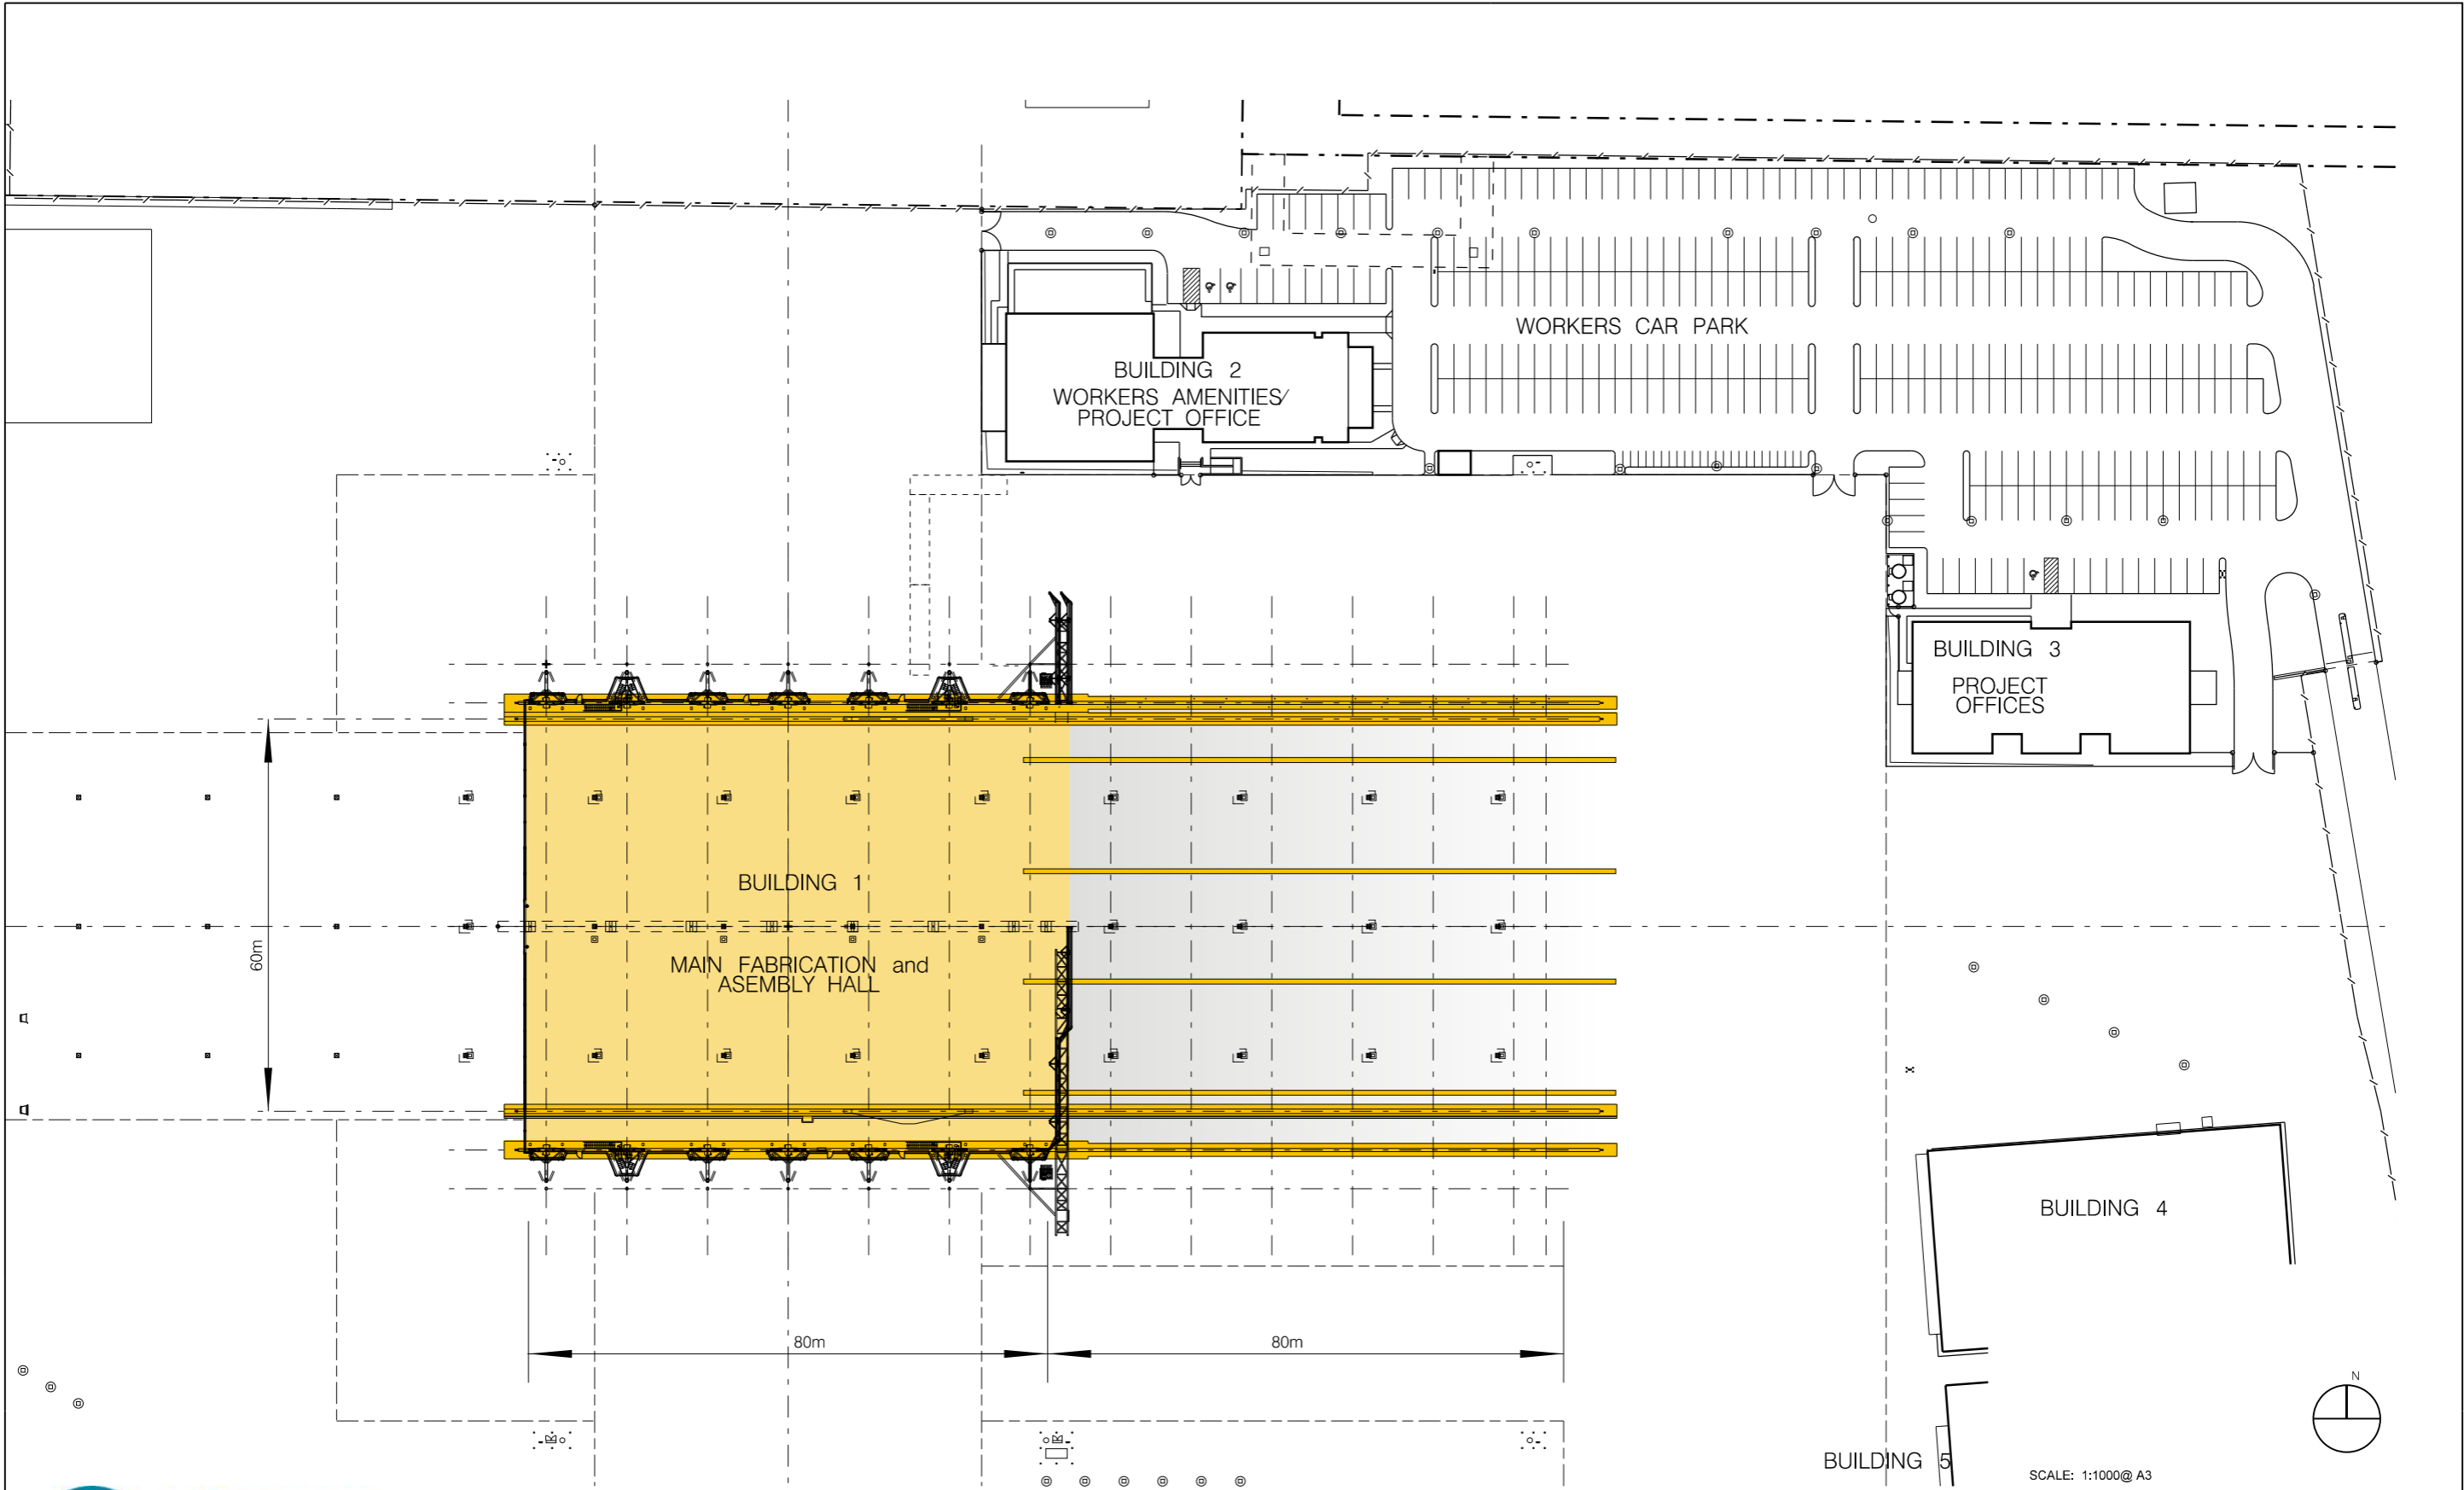 WORKERS CAR PARK
BUILDING 2
WORKERS AMENITIES/
PROJECT OFFICE
BUILDING 3
PROJECT
OFFICES
BUILDING 1
MAIN FABRICATION and
ASEMBLY HALL
60m
80m
80m
BUILDING 4
BUILDING 5
N
SCALE: 1:1000@ A3